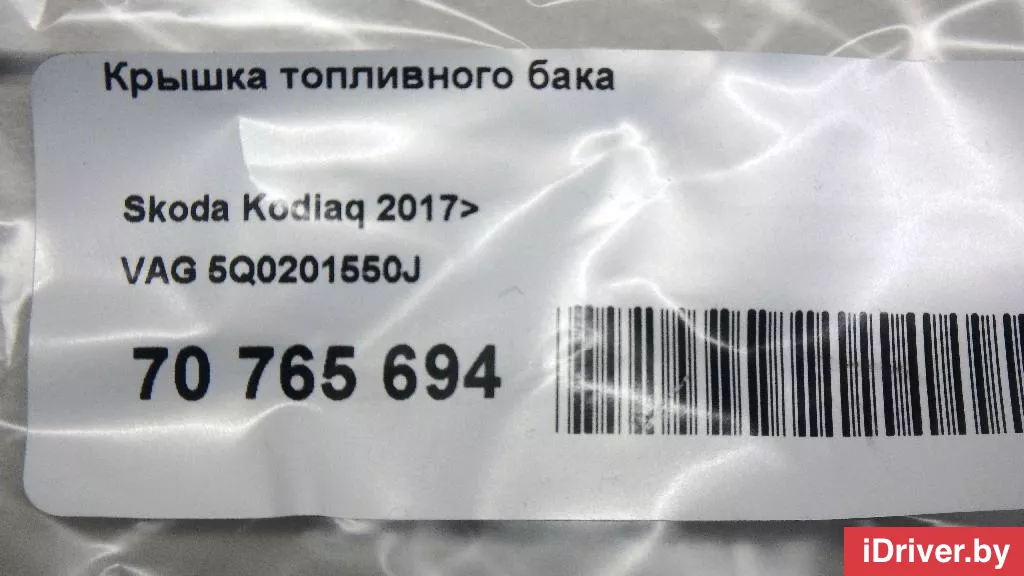 Крышка топливного бака
Skoda Kodiaq 2017>
VAG 5Q0201550J
70 765 694
iDriver.by